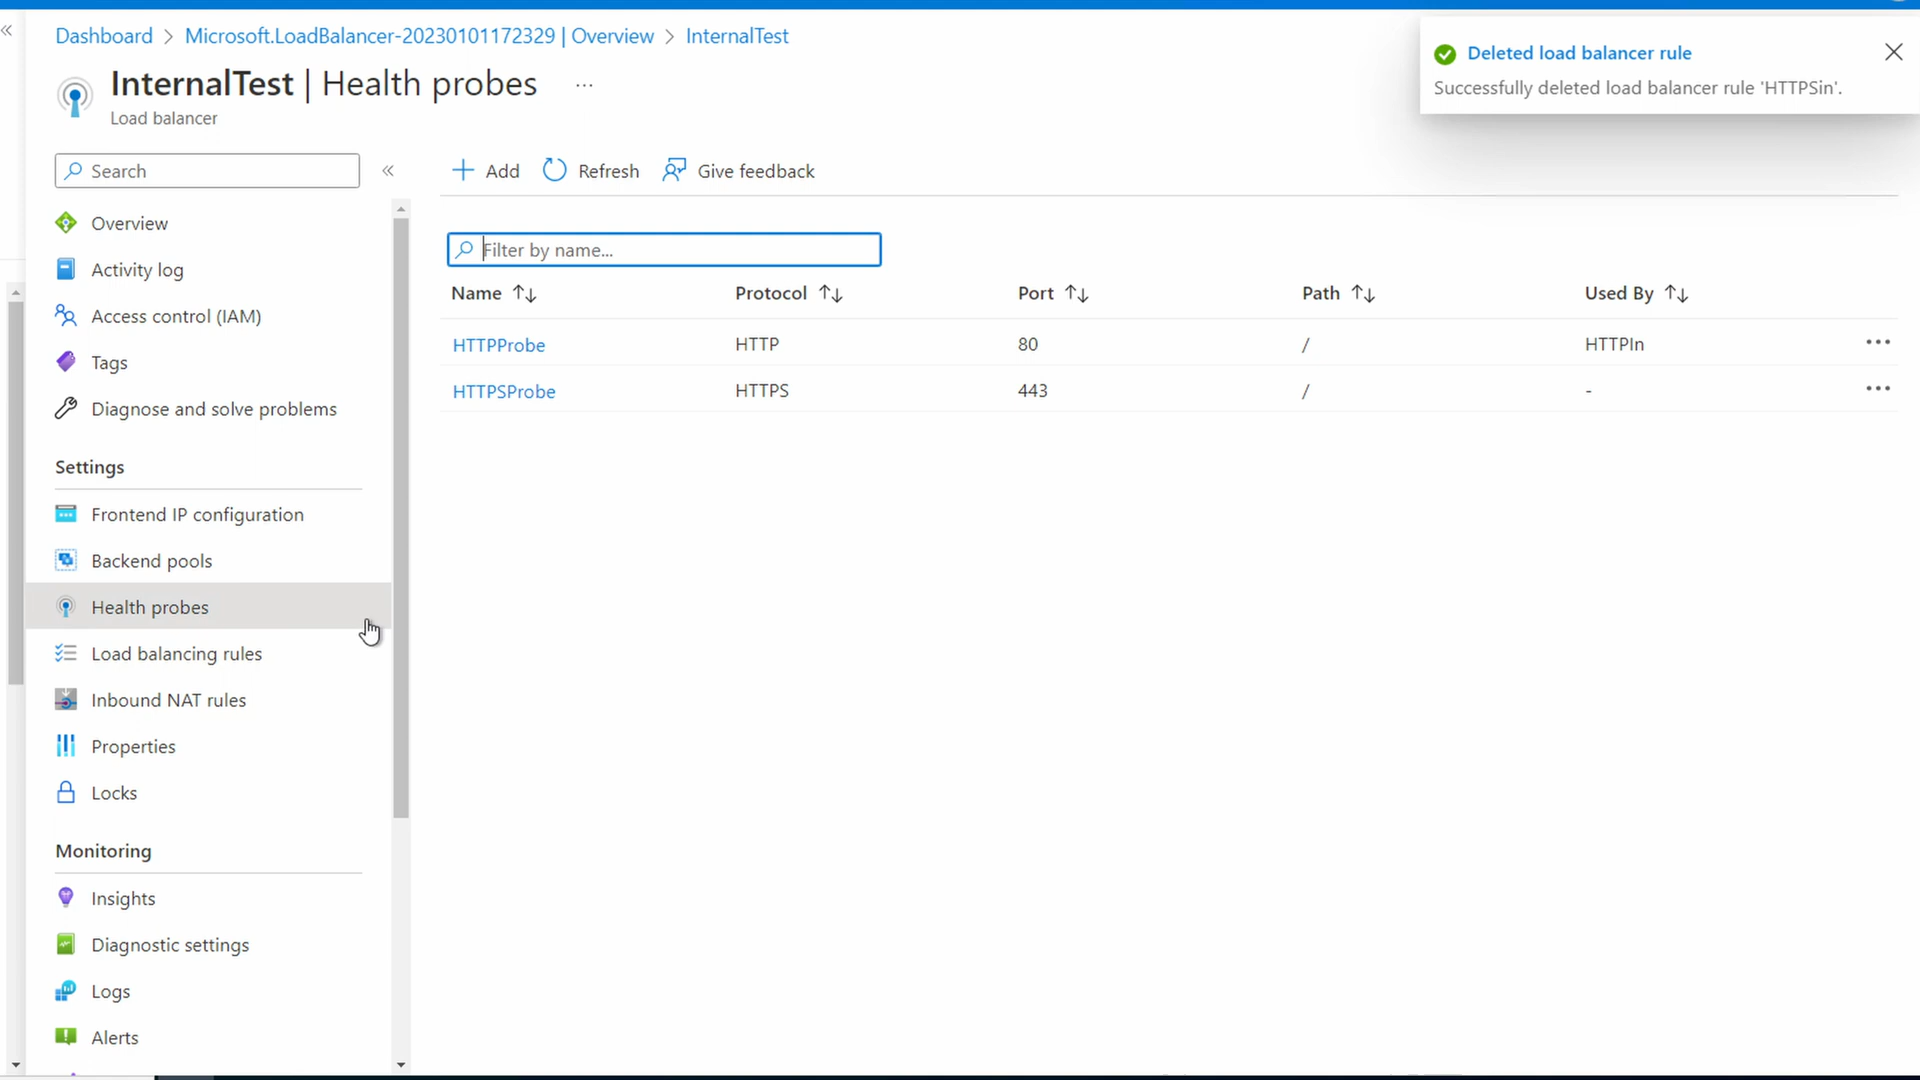 Dashboard > Microsoft.LoadBalancer-20230101172329 | Overview > InternalTest
InternalTest | Health probes ...
Load balancer
Deleted load balancer rule
Successfully deleted load balancer rule 'HTTPSin'.
Search
Overview
Activity log
Access control (IAM)
Tags
Diagnose and solve problems
Settings
Frontend IP configuration
Backend pools
Health probes
Load balancing rules
Inbound NAT rules
Properties
Locks
Monitoring
Insights
Diagnostic settings
Logs
Alerts
Add Refresh Give feedback
Filter by name...
Name Protocol Port Path Used By
HTTPProbe HTTP 80 / HTTPIn
HTTPSProbe HTTPS 443 / -